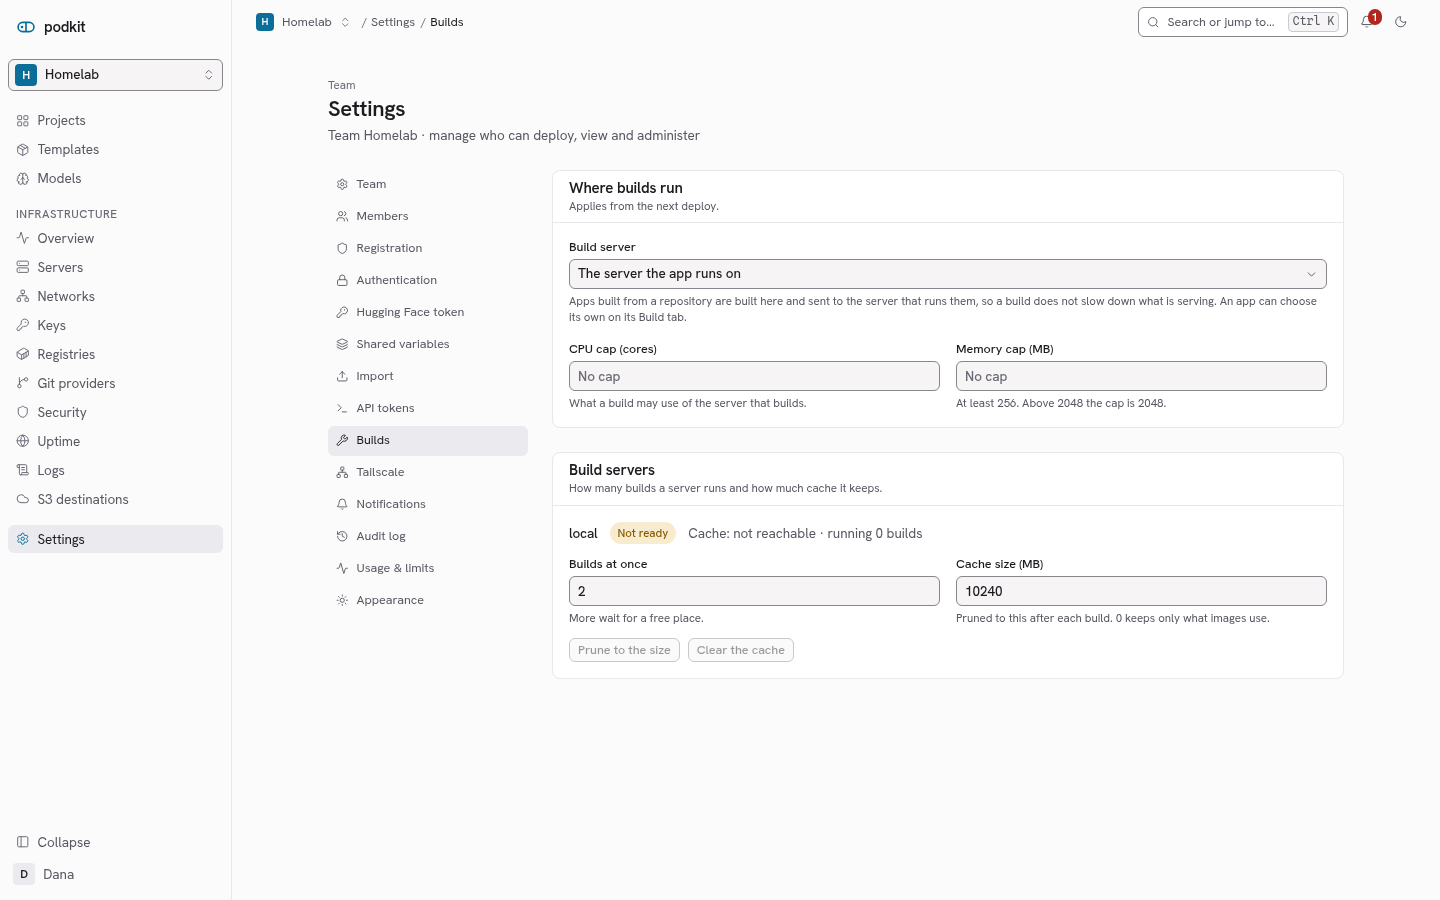 podkit
H Homelab
Projects
Templates
Models
INFRASTRUCTURE
Overview
Servers
Networks
Keys
Registries
Git providers
Security
Uptime
Logs
S3 destinations
Settings
Collapse
D Dana
H Homelab / Settings / Builds
Search or jump to... Ctrl K
1
Team
Settings
Team Homelab · manage who can deploy, view and administer
Team
Members
Registration
Authentication
Hugging Face token
Shared variables
Import
API tokens
Builds
Tailscale
Notifications
Audit log
Usage & limits
Appearance
Where builds run
Applies from the next deploy.
Build server
The server the app runs on
Apps built from a repository are built here and sent to the server that runs them, so a build does not slow down what is serving. An app can choose
its own on its Build tab.
CPU cap (cores) Memory cap (MB)
No cap No cap
What a build may use of the server that builds. At least 256. Above 2048 the cap is 2048.
Build servers
How many builds a server runs and how much cache it keeps.
local Not ready Cache: not reachable · running 0 builds
Builds at once Cache size (MB)
2 10240
More wait for a free place. Pruned to this after each build. 0 keeps only what images use.
Prune to the size Clear the cache